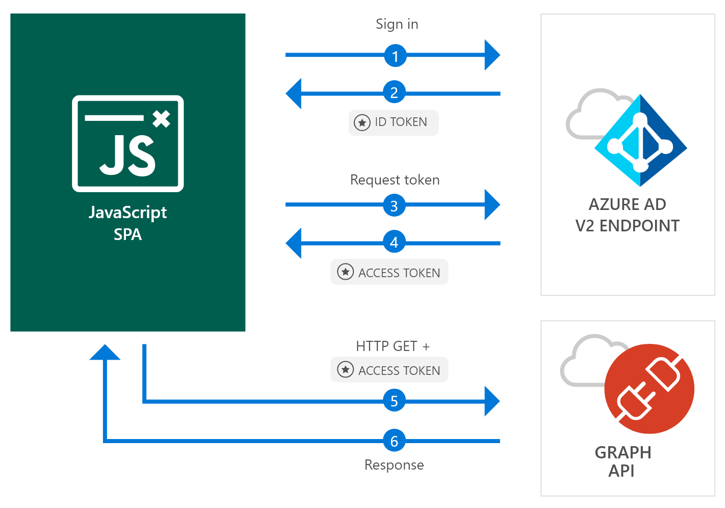 Sign in
1
2
ID TOKEN
JS
JavaScript
SPA
Request token
3
4
ACCESS TOKEN
AZURE AD
V2 ENDPOINT
HTTP GET +
ACCESS TOKEN
5
6
Response
GRAPH
API